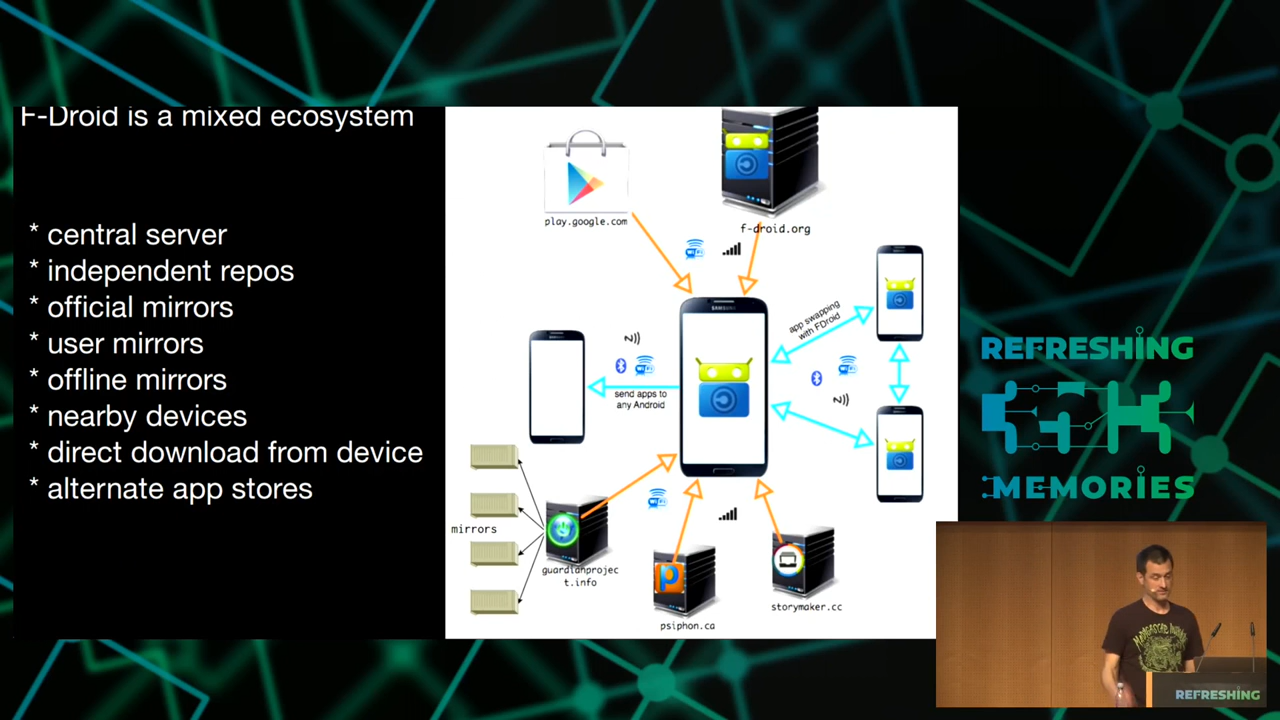 F-Droid is a mixed ecosystem
* central server
* independent repos
* official mirrors
* user mirrors
* offline mirrors
* nearby devices
* direct download from device
* alternate app stores
play.google.com
f-droid.org
SAMSUNG
app swapping
with FDroid
send apps to
any Android
mirrors
guardianprojec
t.info
psiphon.ca
storymaker.cc
REFRESHING
MEMORIES
REFRESHING